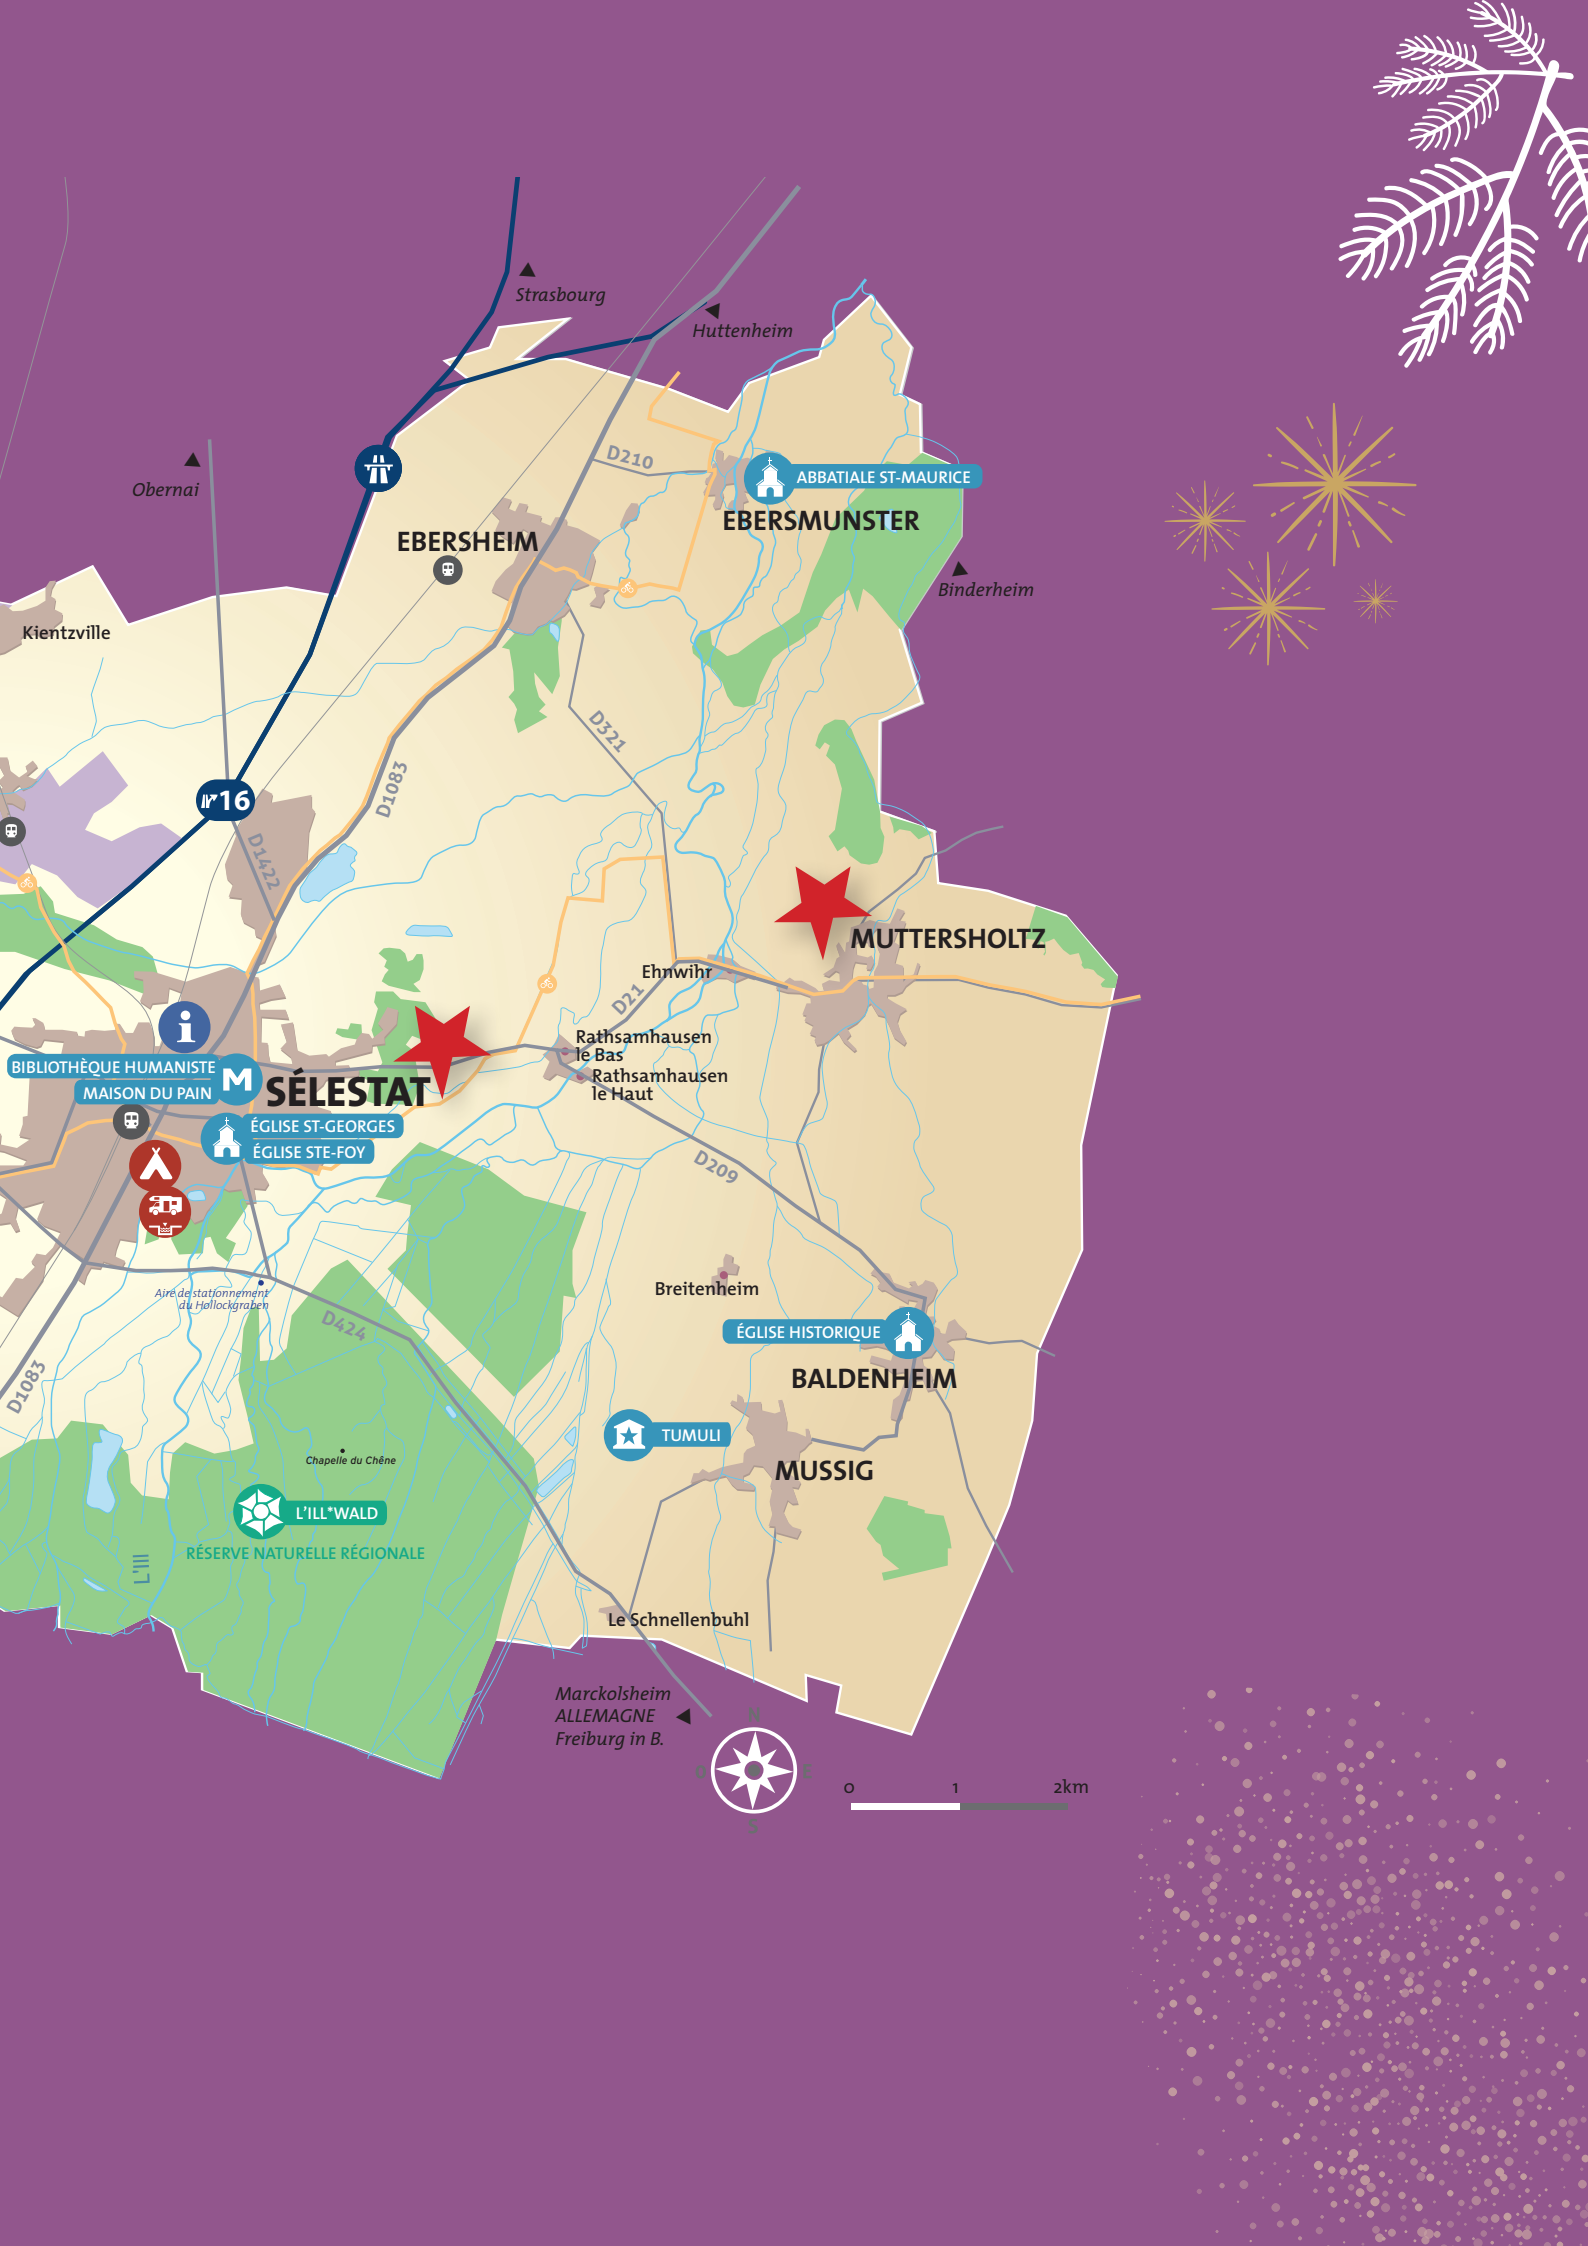 Strasbourg
Huttenheim
Obernai
D210
ABBATIALE ST-MAURICE
EBERSMUNSTER
EBERSHEIM
Binderheim
Kientzville
D321
D1083
16
D1422
MUTTERSHOLTZ
Ehnwihr
D21
i
Rathsamhausen
le Bas
BIBLIOTHÈQUE HUMANISTE
M
SÉLESTAT
Rathsamhausen
le Haut
MAISON DU PAIN
ÉGLISE ST-GEORGES
ÉGLISE STE-FOY
D209
Breitenheim
Aire de stationnement
du Hollockgraben
D424
ÉGLISE HISTORIQUE
BALDENHEIM
D1083
TUMULI
Chapelle du Chêne
MUSSIG
L'ILL*WALD
RÉSERVE NATURELLE RÉGIONALE
L'Ill
Le Schnellenbuhl
Marckolsheim
ALLEMAGNE
Freiburg in B.
N
O
E
S
0 1 2km